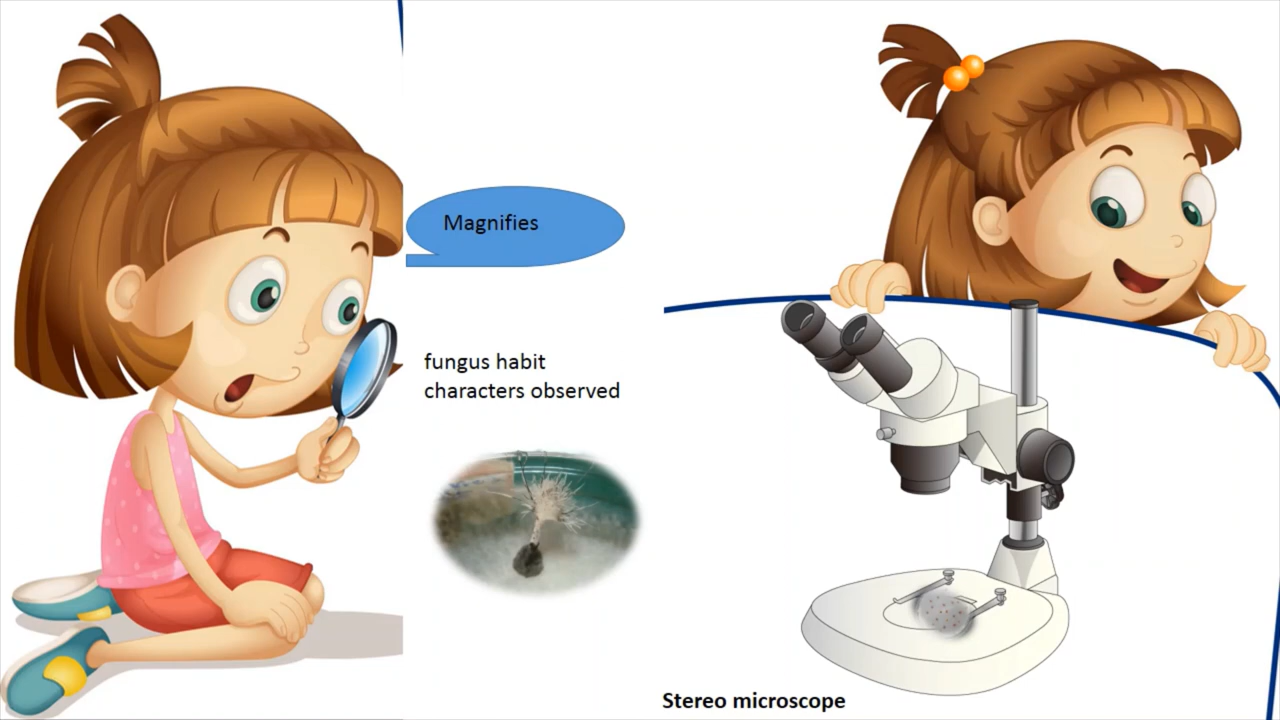 Magnifies
fungus habit
characters observed
Stereo microscope